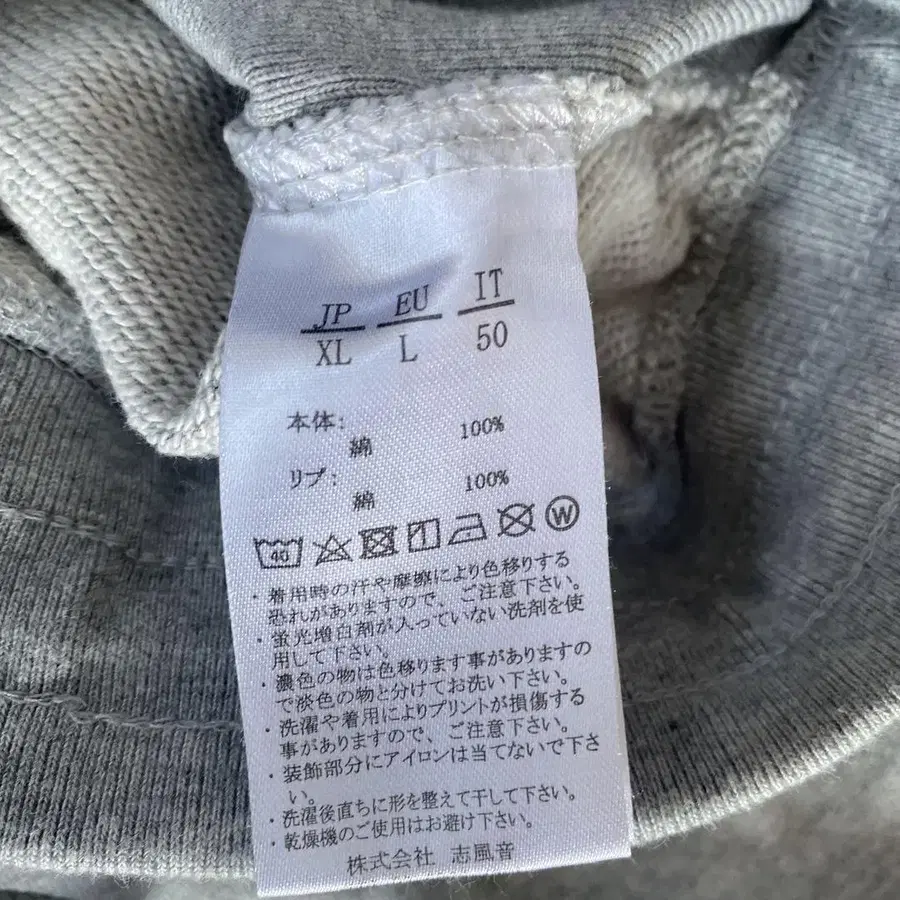 JP EU IT
XL L 50
本体:
綿 100%
リブ:
綿 100%
40 W
・着用時の汗や摩擦により色移りする
恐れがありますので、ご注意下さい。
・蛍光増白剤が入っていない洗剤を使
用して下さい。
・濃色の物は色移ります事がありますの
で淡色の物と分けてお洗い下さい。
・洗濯や着用によりプリントが損傷する
事がありますので、ご注意下さい。
・装飾部分にアイロンは当てないで下さ
い。
・洗濯後直ちに形を整えて干して下さい。
・乾燥機のご使用はお避け下さい。
株式会社 志風音